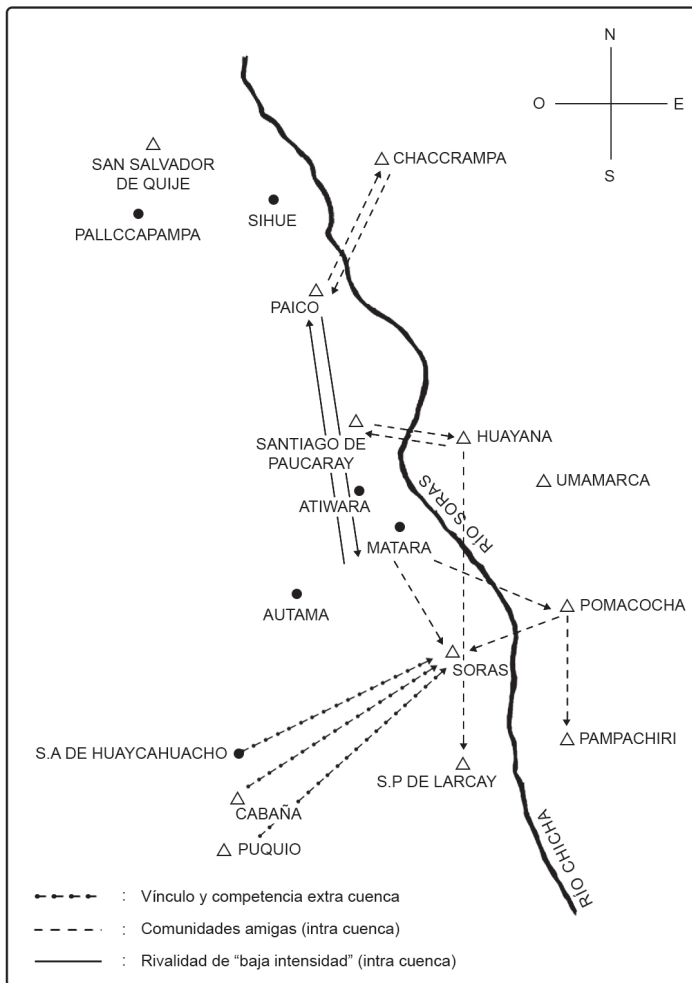 N
O
E
S
SAN SALVADOR
DE QUIJE
CHACCRAMPA
PALLCCAPAMPA
SIHUE
PAICO
SANTIAGO DE
PAUCARAY
HUAYANA
UMAMARCA
ATIWARA
RÍO SORAS
MATARA
AUTAMA
POMACOCHA
SORAS
PAMPACHIRI
S.A DE HUAYCAHUACHO
S.P DE LARCAY
CABAÑA
PUQUIO
RÍO CHICHA
: Vínculo y competencia extra cuenca
: Comunidades amigas (intra cuenca)
: Rivalidad de “baja intensidad” (intra cuenca)